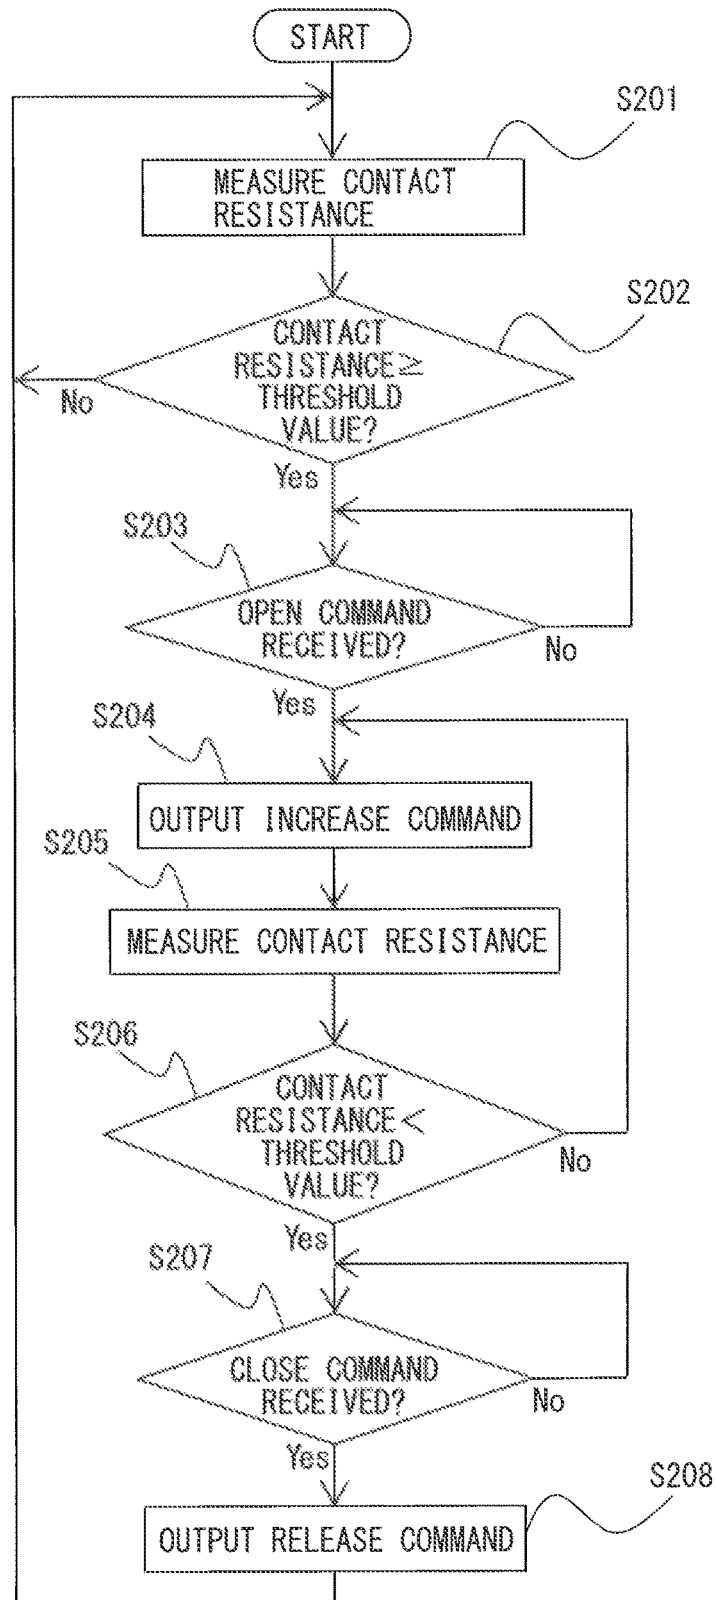 START
S201
MEASURE CONTACT
RESISTANCE
S202
CONTACT
RESISTANCE≥
THRESHOLD
VALUE?
No
Yes
S203
OPEN COMMAND
RECEIVED?
No
Yes
S204
OUTPUT INCREASE COMMAND
S205
MEASURE CONTACT RESISTANCE
S206
CONTACT
RESISTANCE<
THRESHOLD
VALUE?
No
Yes
S207
CLOSE COMMAND
RECEIVED?
No
Yes
S208
OUTPUT RELEASE COMMAND